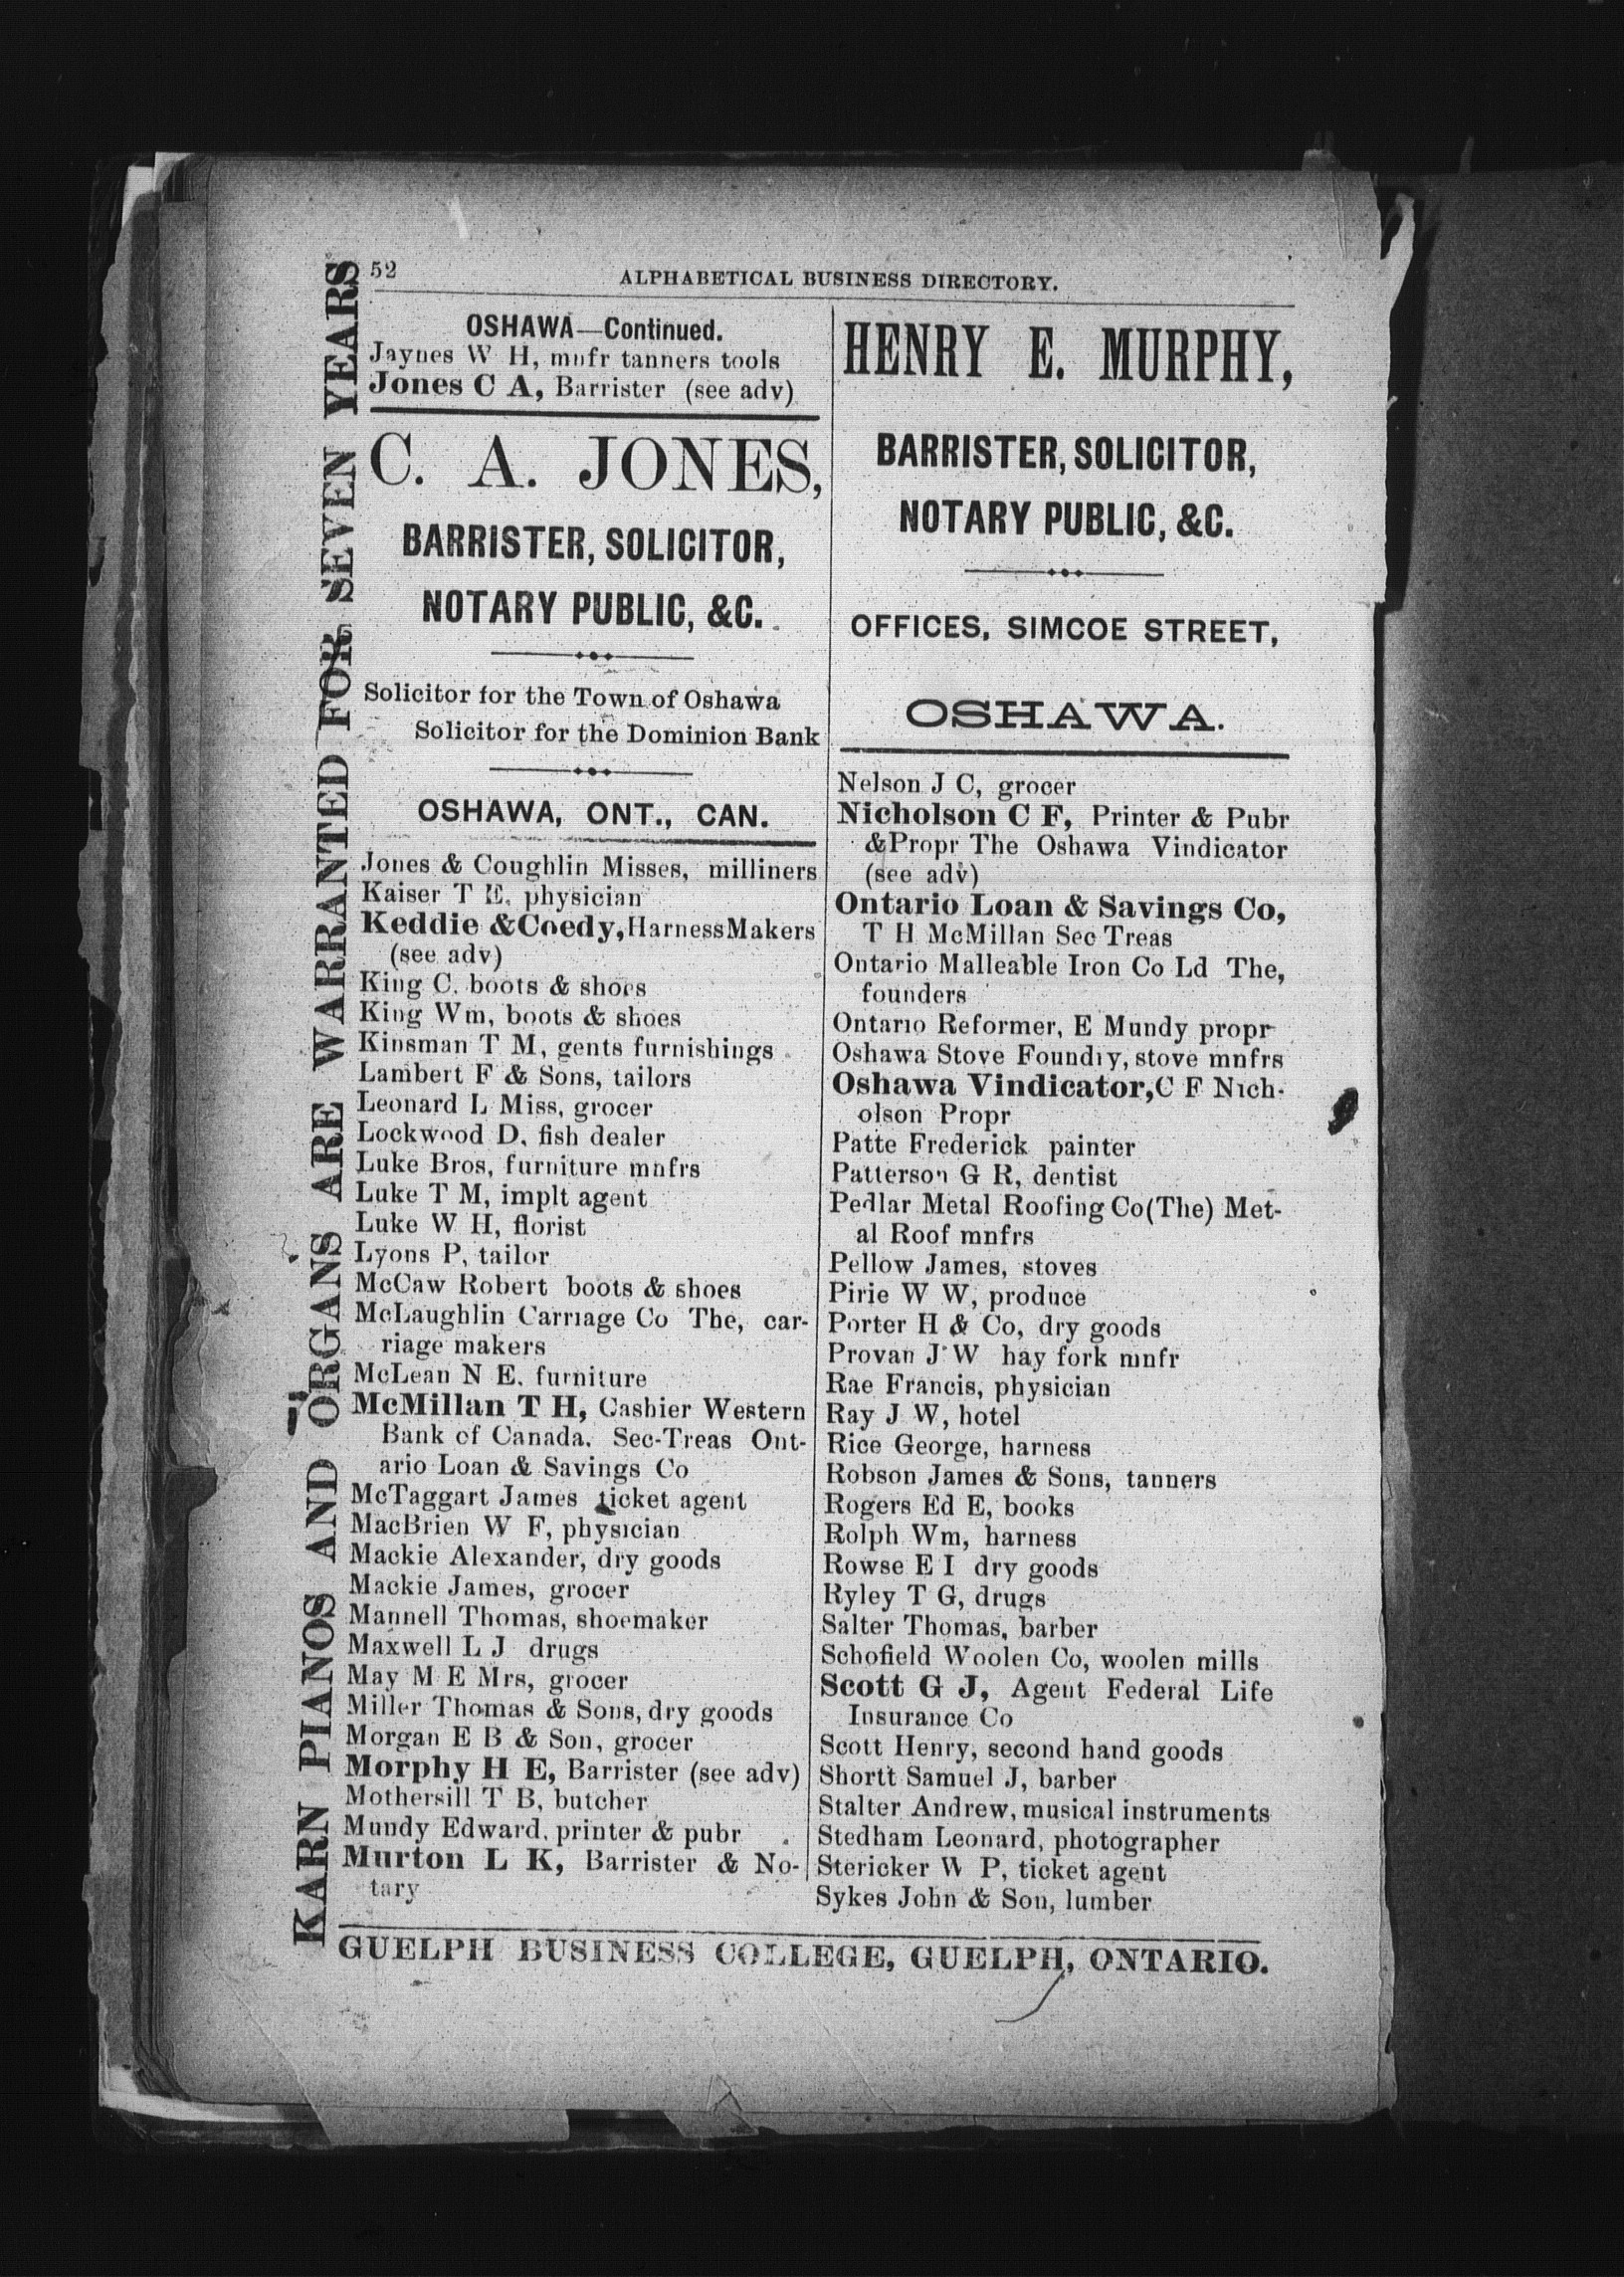 52
ALPHABETICAL BUSINESS DIRECTORY.
KARN PIANOS AND ORGANS ARE WARRANTED FOR SEVEN YEARS
OSHAWA—Continued.
Jaynes W H, mnfr tanners tools
Jones C A, Barrister (see adv)
C. A. JONES,
BARRISTER, SOLICITOR,
NOTARY PUBLIC, &C.
Solicitor for the Town of Oshawa
Solicitor for the Dominion Bank
OSHAWA, ONT., CAN.
Jones & Coughlin Misses, milliners
Kaiser T E, physician
Keddie & Coedy, Harness Makers
(see adv)
King C. boots & shoes
King Wm, boots & shoes
Kinsman T M, gents furnishings
Lambert F & Sons, tailors
Leonard L Miss, grocer
Lockwood D, fish dealer
Luke Bros, furniture mnfrs
Luke T M, implt agent
Luke W H, florist
Lyons P, tailor
McCaw Robert boots & shoes
McLaughlin Carriage Co The, car-
riage makers
McLean N E. furniture
McMillan T H, Cashier Western
Bank of Canada. Sec-Treas Ont-
ario Loan & Savings Co
McTaggart James ticket agent
MacBrien W F, physician
Mackie Alexander, dry goods
Mackie James, grocer
Mannell Thomas, shoemaker
Maxwell L J drugs
May M E Mrs, grocer
Miller Thomas & Sons, dry goods
Morgan E B & Son, grocer
Morphy H E, Barrister (see adv)
Mothersill T B, butcher
Mundy Edward, printer & pubr
Murton L K, Barrister & No-
tary
HENRY E. MURPHY,
BARRISTER, SOLICITOR,
NOTARY PUBLIC, &C.
OFFICES, SIMCOE STREET,
OSHAWA.
Nelson J C, grocer
Nicholson C F, Printer & Pubr
& Propr The Oshawa Vindicator
(see adv)
Ontario Loan & Savings Co,
T H McMillan Sec Treas
Ontario Malleable Iron Co Ld The,
founders
Ontario Reformer, E Mundy propr
Oshawa Stove Foundry, stove mnfrs
Oshawa Vindicator, C F Nich-
olson Propr
Patte Frederick painter
Patterson G R, dentist
Pedlar Metal Roofing Co (The) Met-
al Roof mnfrs
Pellow James, stoves
Pirie W W, produce
Porter H & Co, dry goods
Provan J W hay fork mnfr
Rae Francis, physician
Ray J W, hotel
Rice George, harness
Robson James & Sons, tanners
Rogers Ed E, books
Rolph Wm, harness
Rowse E I dry goods
Ryley T G, drugs
Salter Thomas, barber
Schofield Woolen Co, woolen mills
Scott G J, Agent Federal Life
Insurance Co
Scott Henry, second hand goods
Shortt Samuel J, barber
Stalter Andrew, musical instruments
Stedham Leonard, photographer
Stericker W P, ticket agent
Sykes John & Son, lumber
GUELPH BUSINESS COLLEGE, GUELPH, ONTARIO.